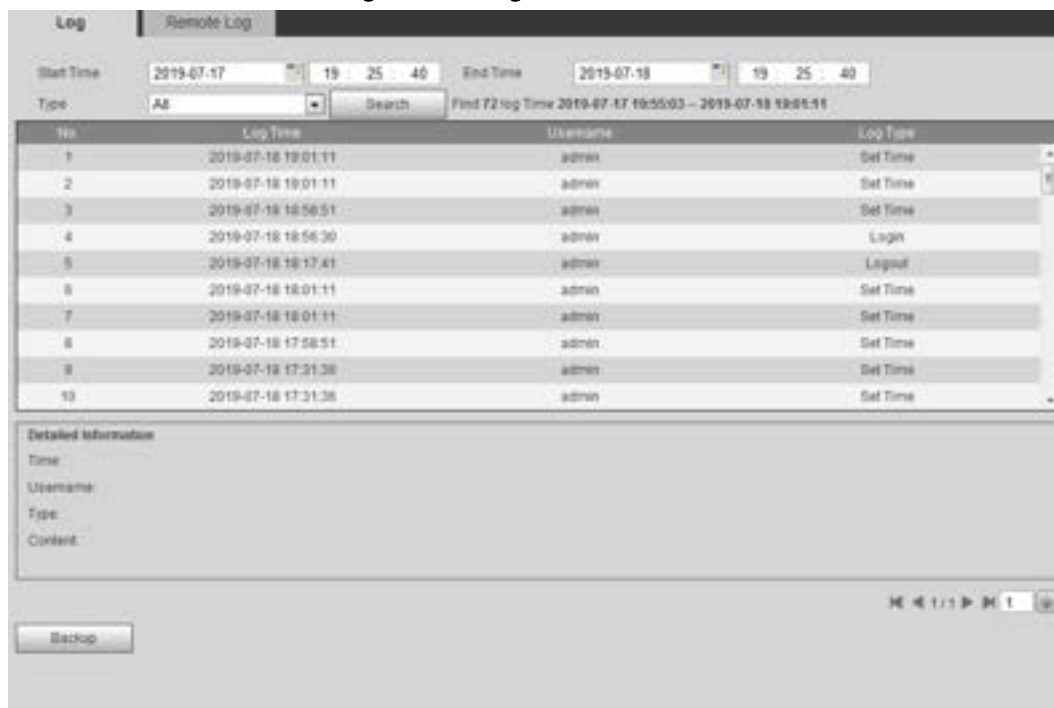 Log Remote Log
Start Time 2019-07-17 19 : 25 : 40 End Time 2019-07-18 19 : 25 : 40
Type All Search Find 72 log Time 2019-07-17 19:55:03 -- 2019-07-18 19:01:11
No. Log Time Username Log Type
1 2019-07-18 19:01:11 admin Set Time
2 2019-07-18 19:01:11 admin Set Time
3 2019-07-18 18:58:51 admin Set Time
4 2019-07-18 18:56:30 admin Login
5 2019-07-18 18:17:41 admin Logout
6 2019-07-18 18:01:11 admin Set Time
7 2019-07-18 18:01:11 admin Set Time
8 2019-07-18 17:58:51 admin Set Time
9 2019-07-18 17:31:36 admin Set Time
10 2019-07-18 17:31:36 admin Set Time
Detailed Information
Time:
Username:
Type:
Content:
1 / 1 1
Backup